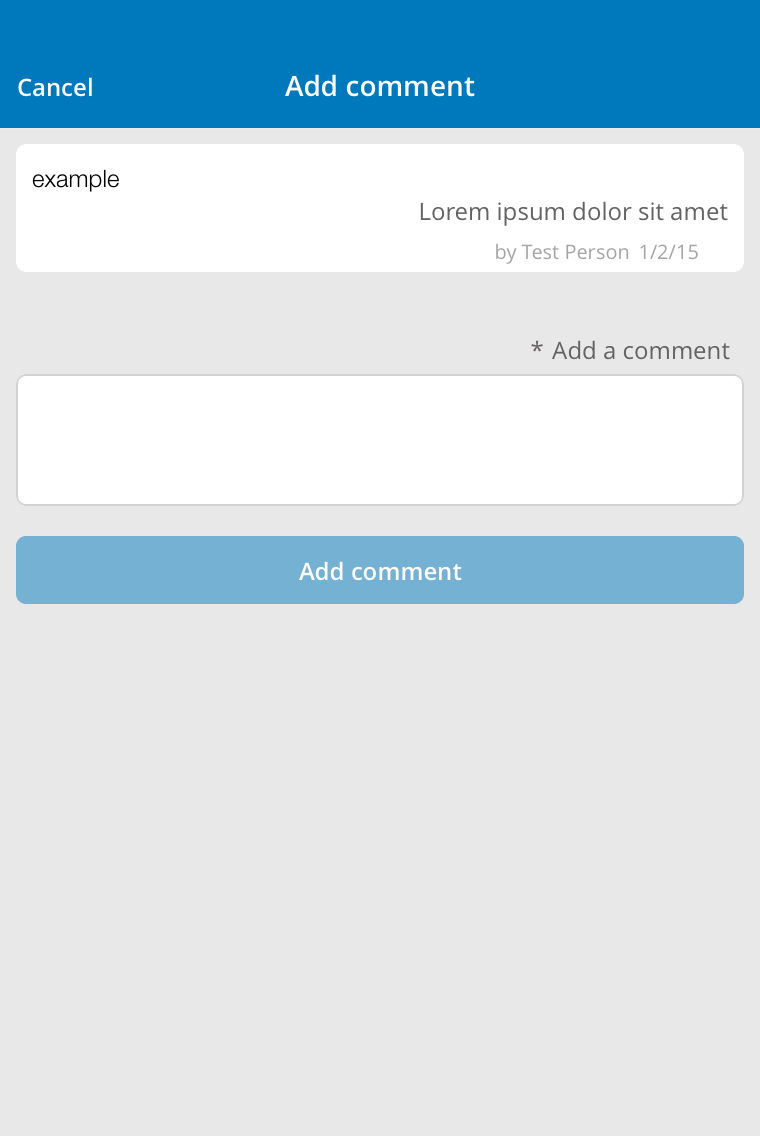 Cancel
Add comment
example
Lorem ipsum dolor sit amet
by Test Person 1/2/15
* Add a comment
Add comment